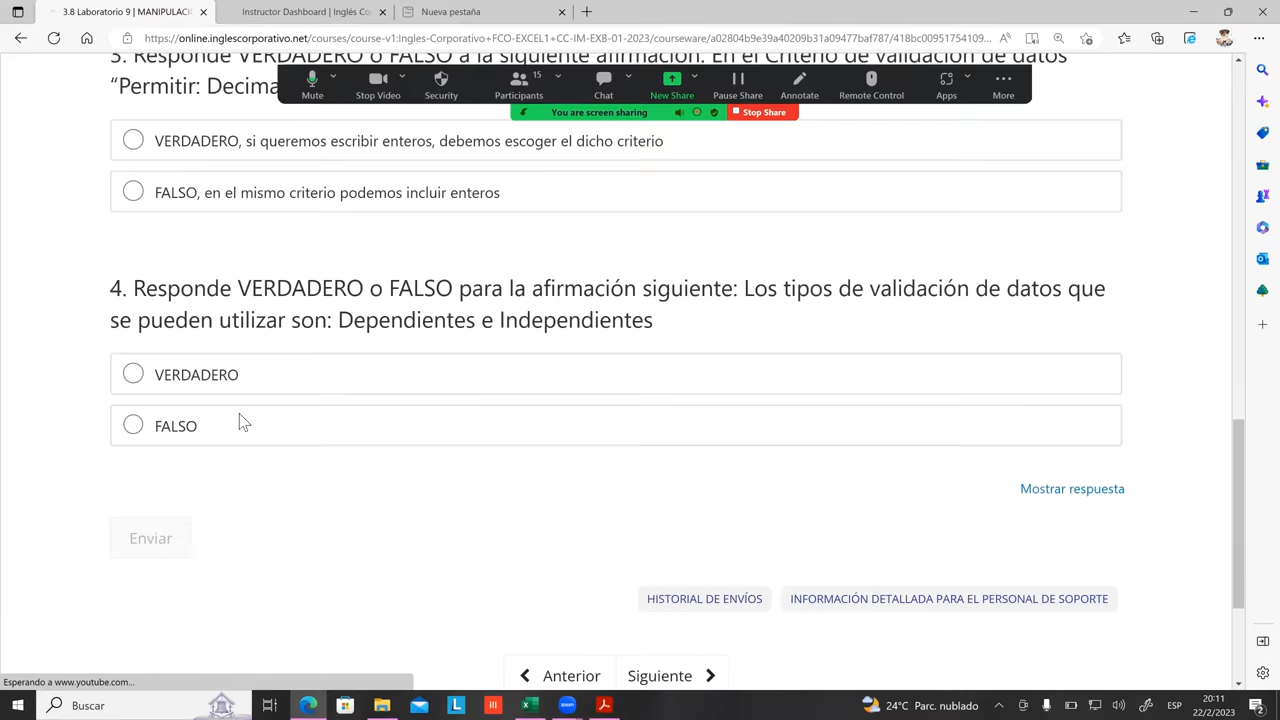 3.8 Laboratorio 9 | MANIPULACI
Instructor Dashboard | Inglés Co
Nueva pestaña
https://online.inglescorporativo.net/courses/course-v1:Ingles-Corporativo+FCO-EXCEL1+CC-IM-EXB-01-2023/courseware/a02804b9e39a40209b31a09477baf787/418bc00951754109...
3. Responde VERDADERO o FALSO a la siguiente afirmación: En el Criterio de validación de datos
“Permitir: Decima
Mute
Stop Video
Security
Participants
15
Chat
New Share
Pause Share
Annotate
Remote Control
Apps
More
You are screen sharing
Stop Share
VERDADERO, si queremos escribir enteros, debemos escoger el dicho criterio
FALSO, en el mismo criterio podemos incluir enteros
4. Responde VERDADERO o FALSO para la afirmación siguiente: Los tipos de validación de datos que
se pueden utilizar son: Dependientes e Independientes
VERDADERO
FALSO
Mostrar respuesta
Enviar
HISTORIAL DE ENVÍOS
INFORMACIÓN DETALLADA PARA EL PERSONAL DE SOPORTE
Anterior
Siguiente
Esperando a www.youtube.com...
Buscar
24°C Parc. nublado
ESP
20:11
22/2/2023